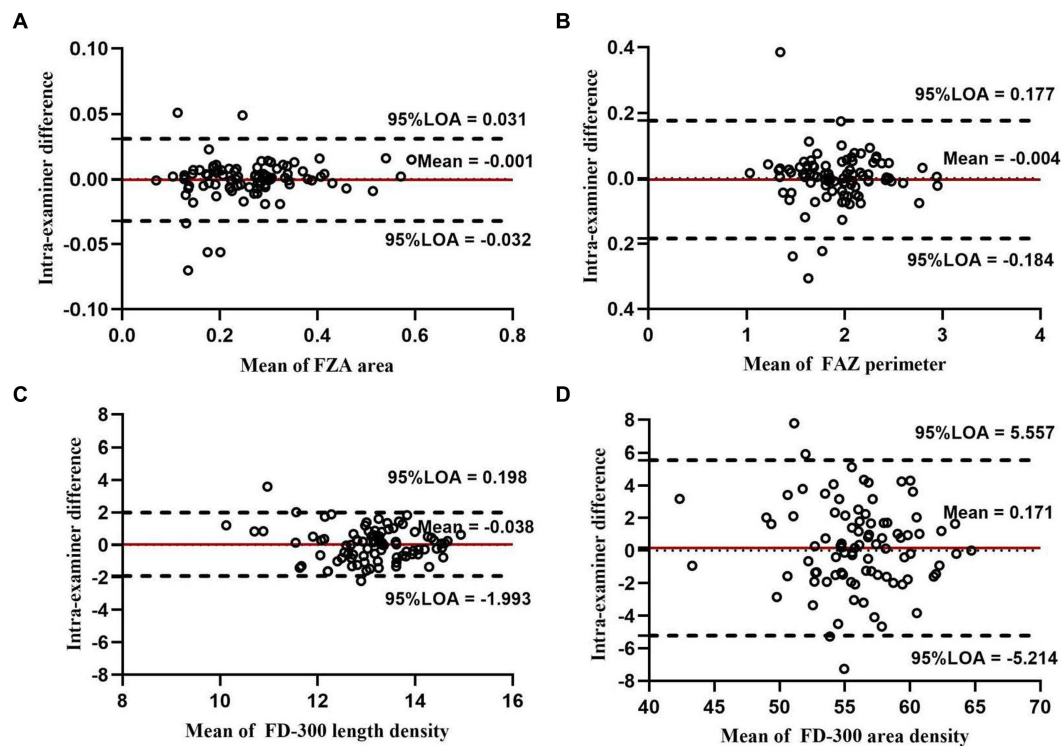 A
0.10
0.05
0.00
-0.05
-0.10
Intra-examiner difference
95%LOA = 0.031
Mean = -0.001
95%LOA = -0.032
0.0
0.2
0.4
0.6
0.8
Mean of FZA area
B
0.4
0.2
0.0
0.2
0.4
Intra-examiner difference
95%LOA = 0.177
Mean = -0.004
95%LOA = -0.184
0
1
2
3
4
Mean of FAZ perimeter
C
8
6
4
2
0
-2
-4
-6
-8
Intra-examiner difference
95%LOA = 0.198
Mean = -0.038
95%LOA = -1.993
8
10
12
14
16
Mean of FD-300 length density
D
8
6
4
2
0
-2
-4
-6
-8
Intra-examiner difference
95%LOA = 5.557
Mean = 0.171
95%LOA = -5.214
40
45
50
55
60
65
70
Mean of FD-300 area density